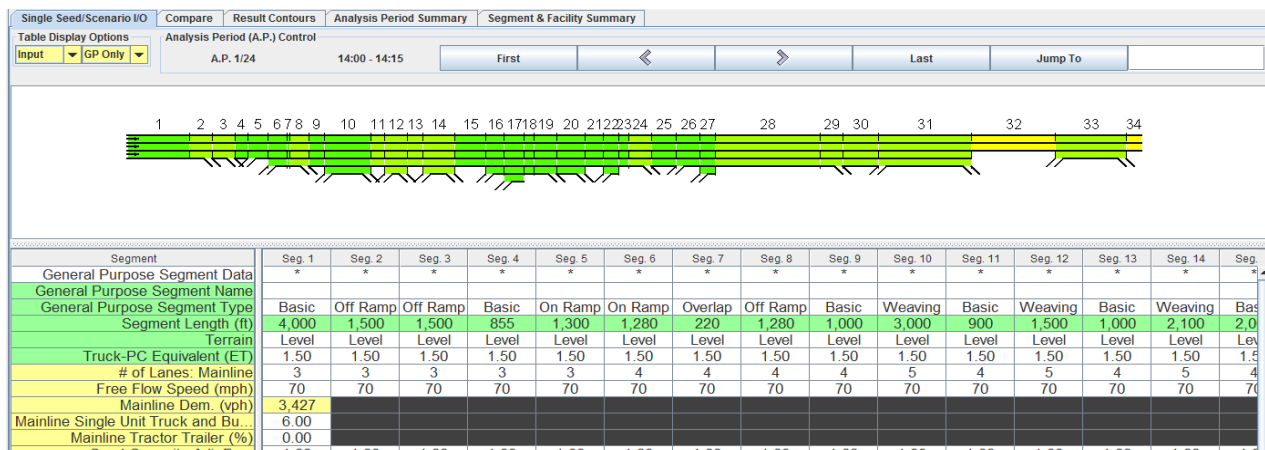 Single Seed/Scenario I/O Compare Result Contours Analysis Period Summary Segment & Facility Summary
Table Display Options Analysis Period (A.P.) Control
Input GP Only A.P. 1/24 14:00 - 14:15 First Last Jump To
1 2 3 4 5 6 7 8 9 10 11 12 13 14 15 16 17 18 19 20 21 22 23 24 25 26 27 28 29 30 31 32 33 34
Segment Seg. 1 Seg. 2 Seg. 3 Seg. 4 Seg. 5 Seg. 6 Seg. 7 Seg. 8 Seg. 9 Seg. 10 Seg. 11 Seg. 12 Seg. 13 Seg. 14 Seg.
General Purpose Segment Data * * * * * * * * * * * * * *
General Purpose Segment Name
General Purpose Segment Type Basic Off Ramp Off Ramp Basic On Ramp On Ramp Overlap Off Ramp Basic Weaving Basic Weaving Basic Weaving Bas
Segment Length (ft) 4,000 1,500 1,500 855 1,300 1,280 220 1,280 1,000 3,000 900 1,500 1,000 2,100 2,0
Terrain Level Level Level Level Level Level Level Level Level Level Level Level Level Level Lev
Truck-PC Equivalent (ET) 1.50 1.50 1.50 1.50 1.50 1.50 1.50 1.50 1.50 1.50 1.50 1.50 1.50 1.50 1.5
# of Lanes: Mainline 3 3 3 3 3 4 4 4 4 5 4 5 4 5 4
Free Flow Speed (mph) 70 70 70 70 70 70 70 70 70 70 70 70 70 70 70
Mainline Dem. (vph) 3,427
Mainline Single Unit Truck and Bu... 6.00
Mainline Tractor Trailer (%) 0.00